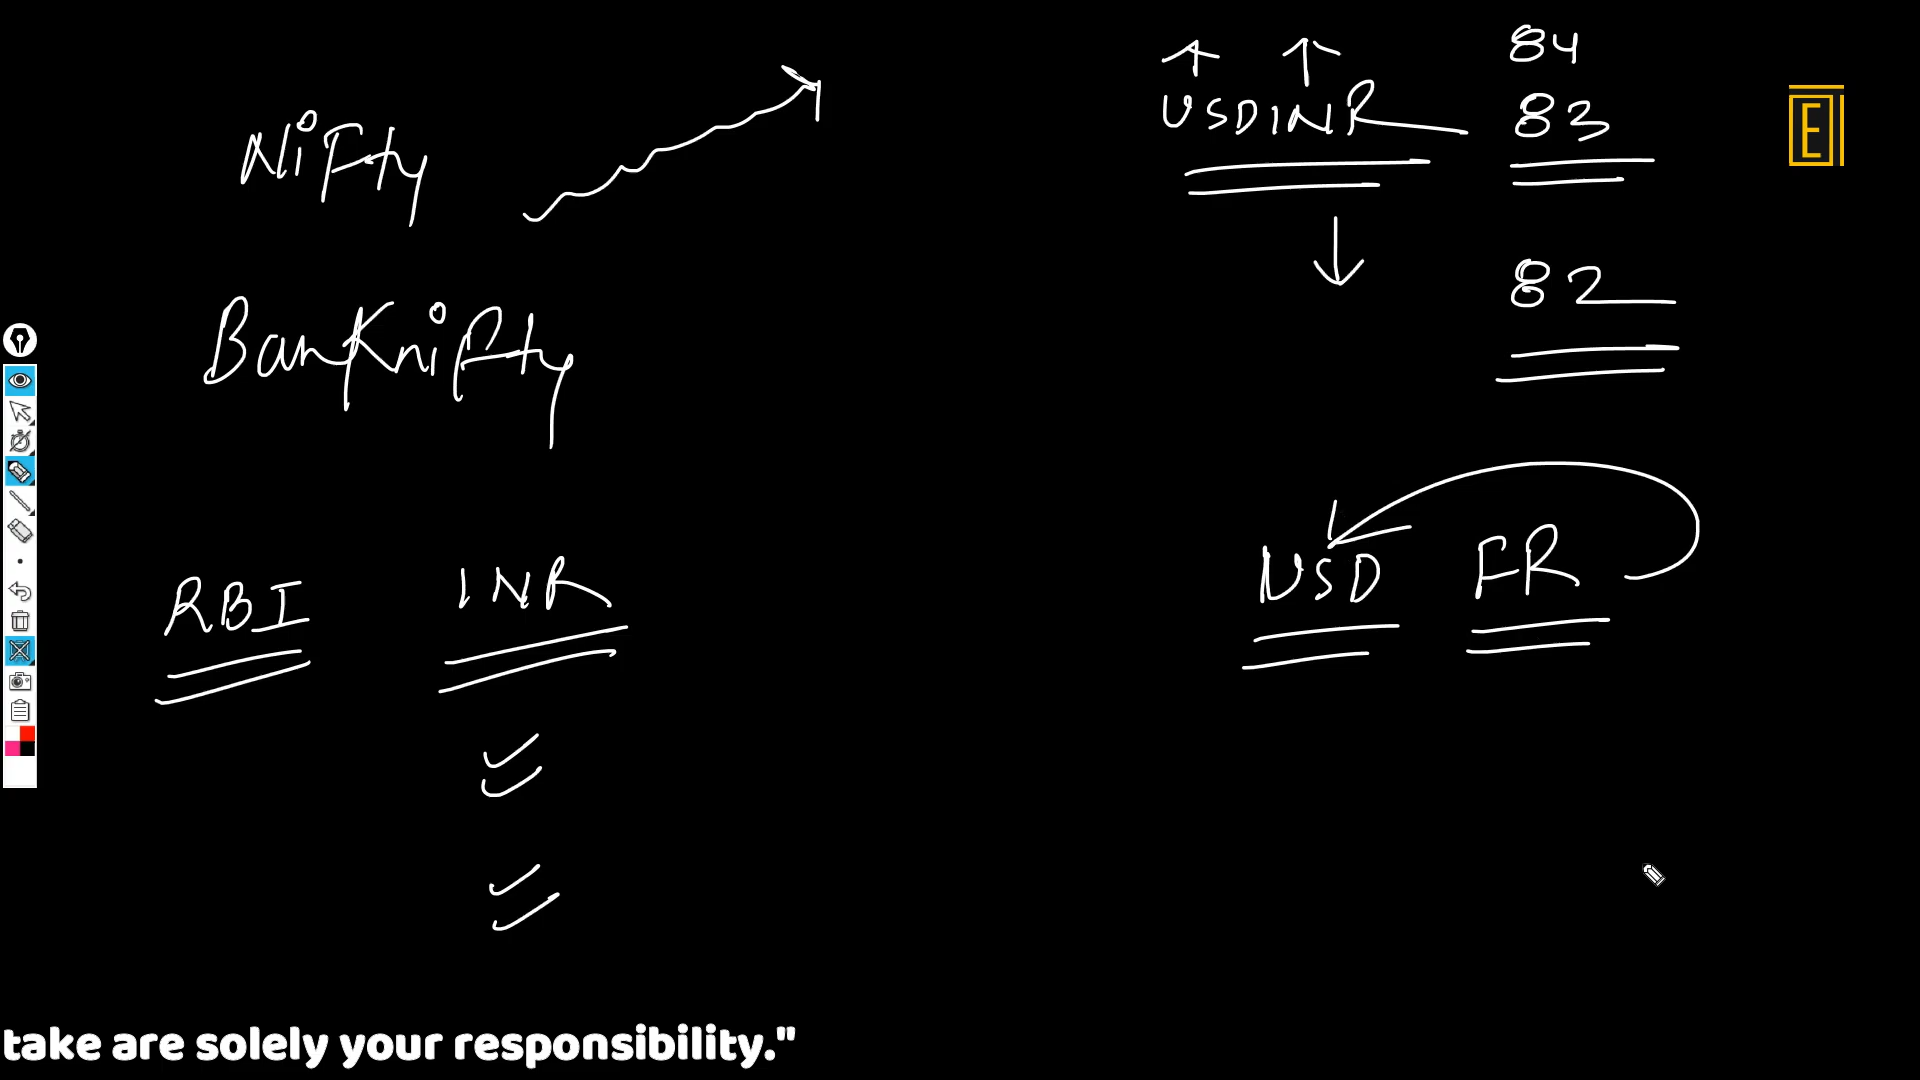 NiFty
BanKniFty
RBI INR
84
USDINR 83
82
USD FR
E
take are solely your responsibility."